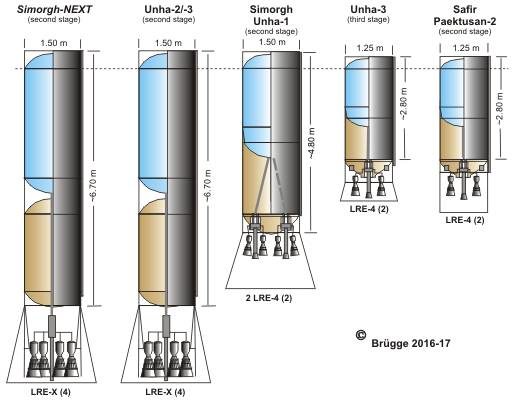 Simorgh-NEXT
(second stage)
1.50 m
~6.70 m
LRE-X (4)
Unha-2/-3
(second stage)
1.50 m
~6.70 m
LRE-X (4)
Simorgh
Unha-1
(second stage)
1.50 m
~4.80 m
2 LRE-4 (2)
Unha-3
(third stage)
1.25 m
~2.80 m
LRE-4 (2)
Safir
Paektusan-2
(second stage)
1.25 m
~2.80 m
LRE-4 (2)
© Brügge 2016-17